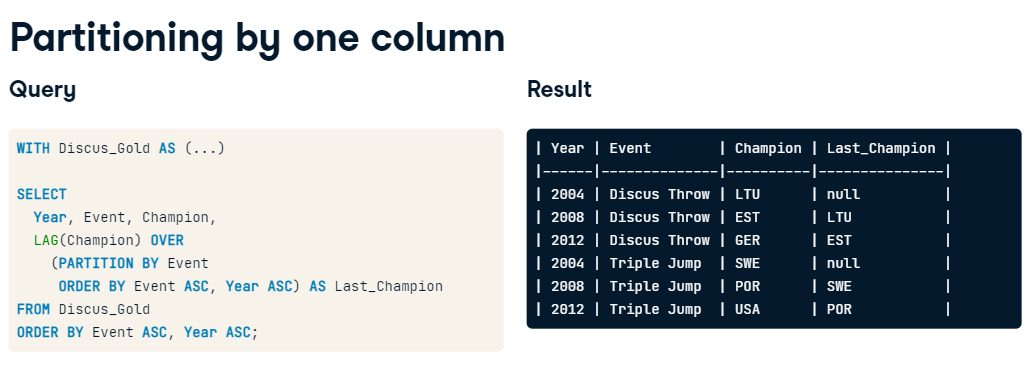 Partitioning by one column
Query
WITH Discus_Gold AS (...)
SELECT
Year, Event, Champion,
LAG(Champion) OVER
(PARTITION BY Event
ORDER BY Event ASC, Year ASC) AS Last_Champion
FROM Discus_Gold
ORDER BY Event ASC, Year ASC;
Result
| Year | Event        | Champion | Last_Champion |
|------|--------------|----------|---------------|
| 2004 | Discus Throw | LTU      | null          |
| 2008 | Discus Throw | EST      | LTU           |
| 2012 | Discus Throw | GER      | EST           |
| 2004 | Triple Jump  | SWE      | null          |
| 2008 | Triple Jump  | POR      | SWE           |
| 2012 | Triple Jump  | USA      | POR           |